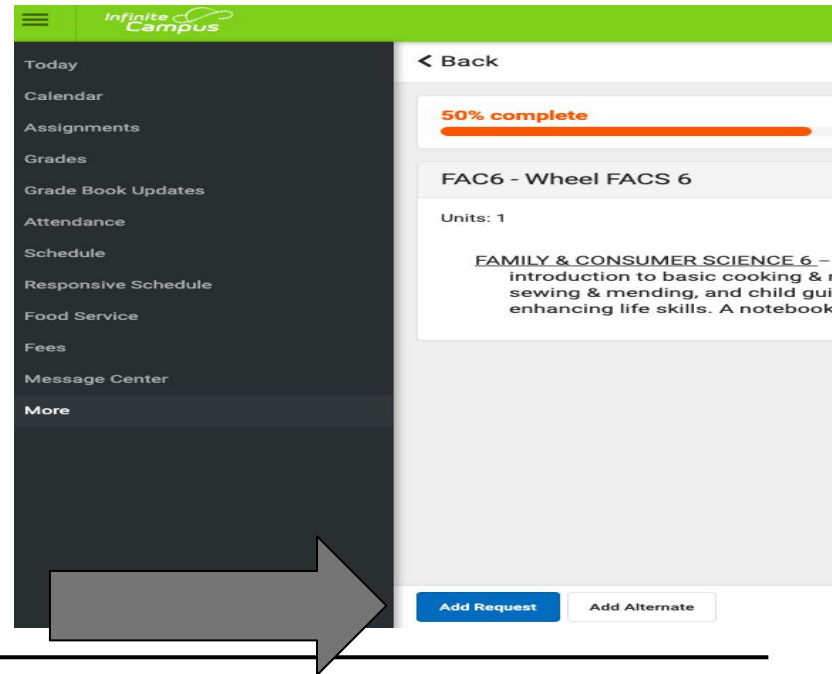 Infinite
Campus
Today
Calendar
Assignments
Grades
Grade Book Updates
Attendance
Schedule
Responsive Schedule
Food Service
Fees
Message Center
More
Back
50% complete
FAC6 - Wheel FACS 6
Units: 1
FAMILY & CONSUMER SCIENCE 6 –
introduction to basic cooking &
sewing & mending, and child
enhancing life skills. A notebook
Add Request
Add Alternate